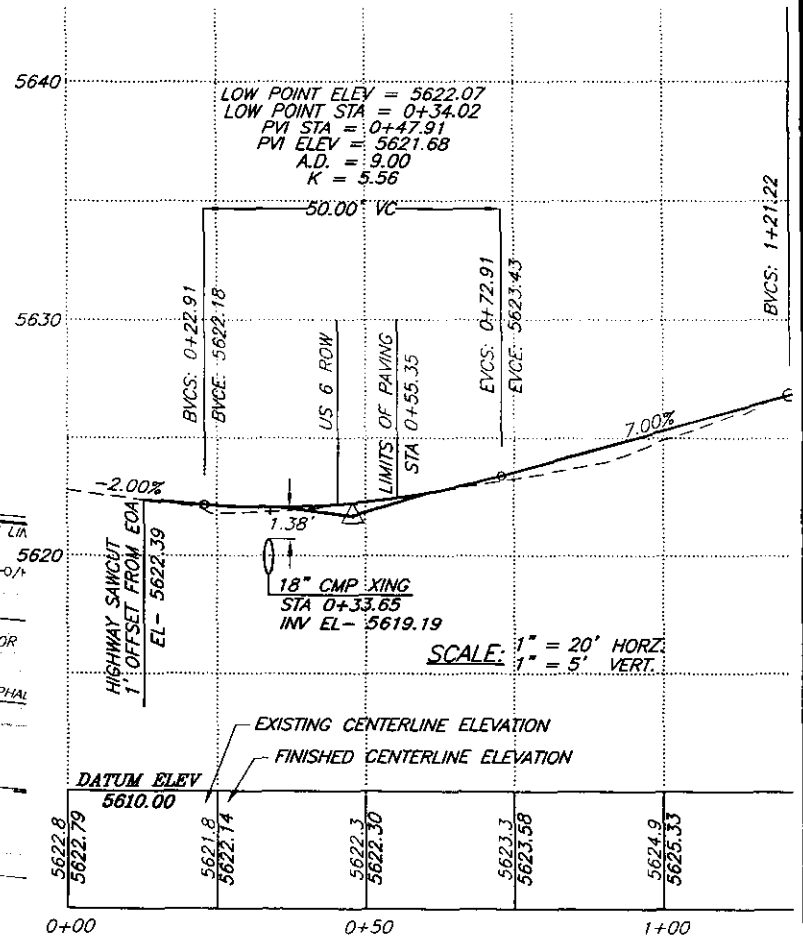 5640
LOW POINT ELEV = 5622.07
LOW POINT STA = 0+34.02
PVI STA = 0+47.91
PVI ELEV = 5621.68
A.D. = 9.00
K = 5.56
50.00' VC
BVCS: 1+21.22
5630
BVCS: 0+22.91
BVCE: 5622.18
US 6 ROW
LIMITS OF PAVING
STA 0+55.35
EVCS: 0+72.91
EVCE: 5623.43
-2.00%
7.00%
1.38'
5620
HIGHWAY SAWCUT
1' OFFSET FROM EOA
EL- 5622.39
18" CMP XING
STA 0+33.65
INV EL- 5619.19
SCALE: 1" = 20' HORZ.
1" = 5' VERT.
LIN
-O/H
OR
PHAL
EXISTING CENTERLINE ELEVATION
FINISHED CENTERLINE ELEVATION
DATUM ELEV
5610.00
5622.8
5622.79
5621.8
5622.14
5622.3
5622.30
5623.3
5623.58
5624.9
5625.33
0+00
0+50
1+00